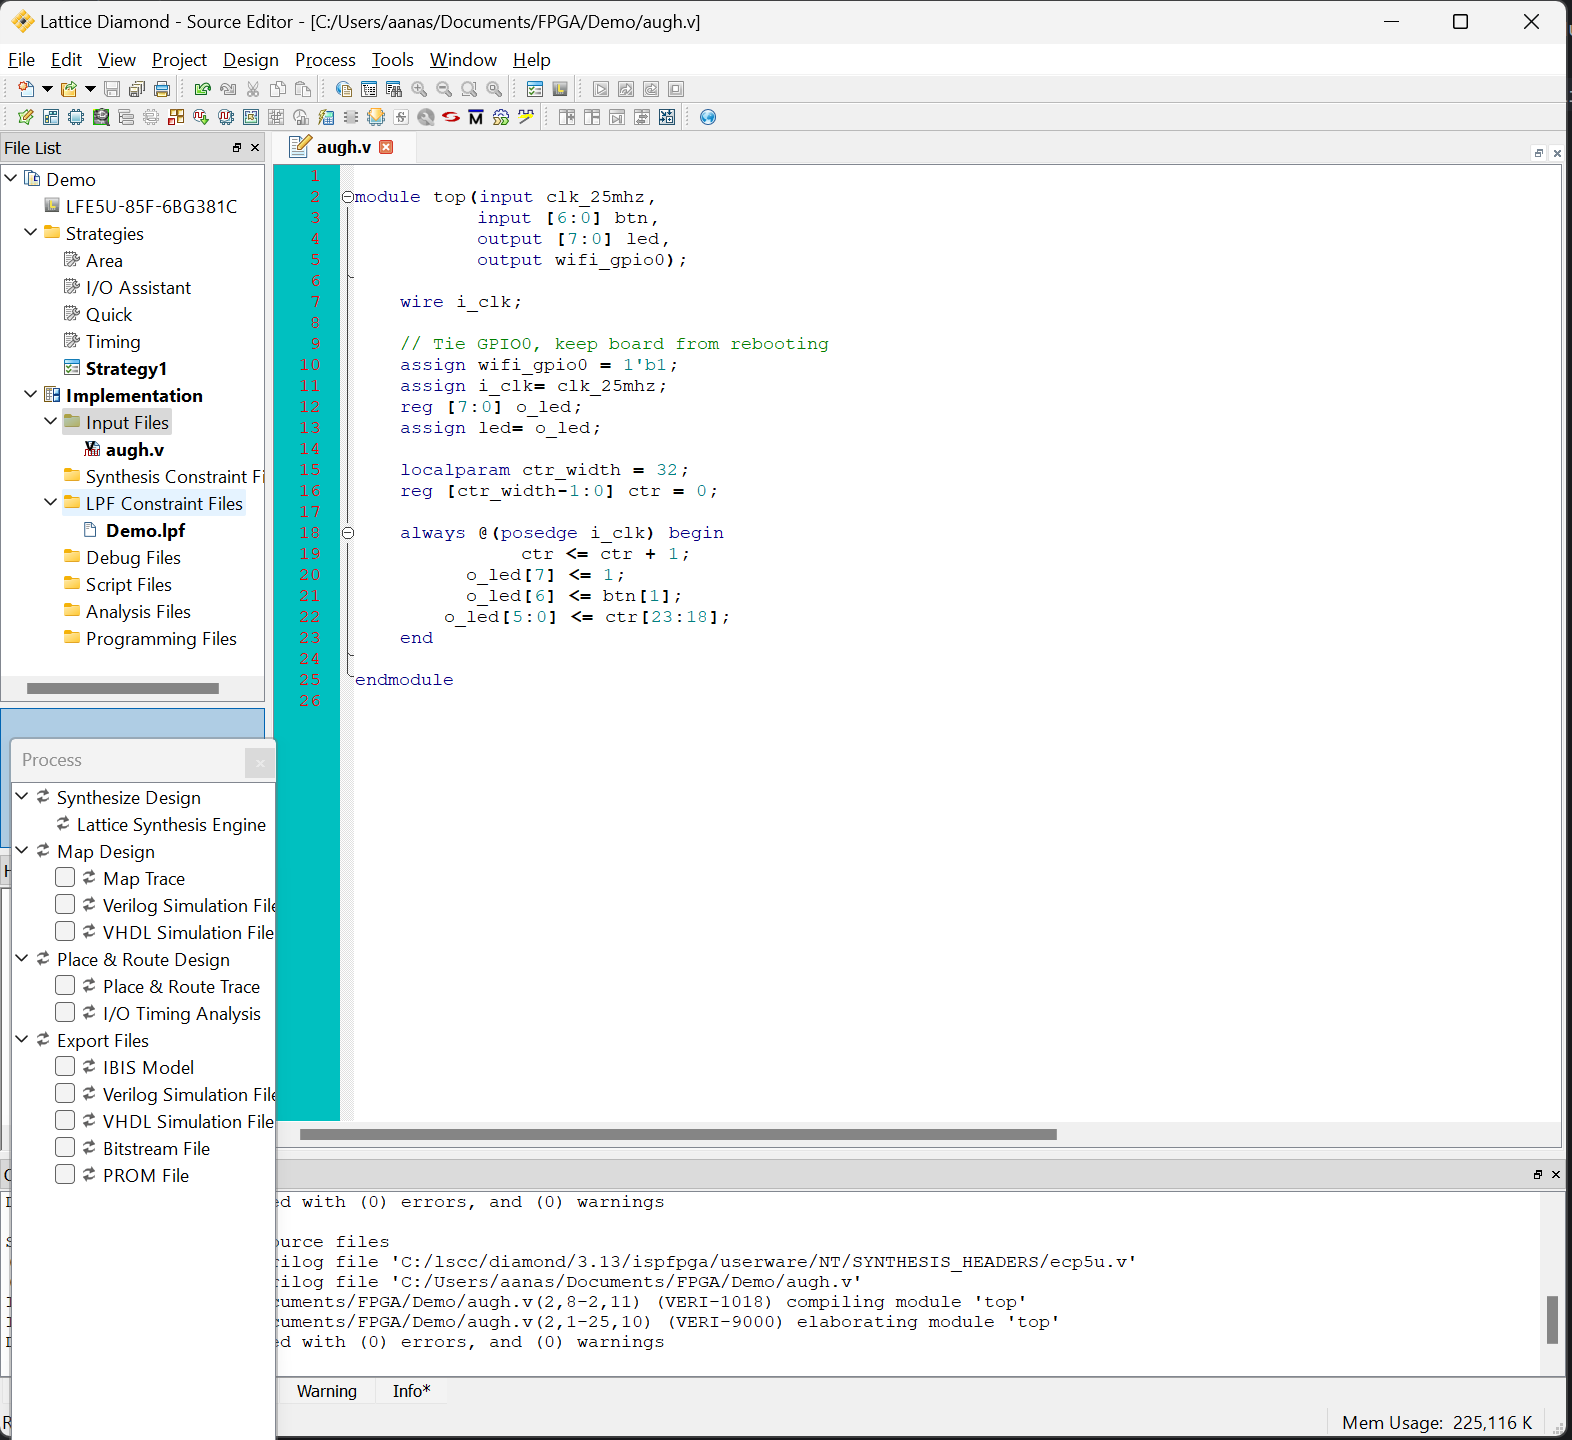 Lattice Diamond - Source Editor - [C:/Users/aanas/Documents/FPGA/Demo/augh.v]
File Edit View Project Design Process Tools Window Help
File List
Demo
LFE5U-85F-6BG381C
Strategies
Area
I/O Assistant
Quick
Timing
Strategy1
Implementation
Input Files
augh.v
Synthesis Constraint Fi
LPF Constraint Files
Demo.lpf
Debug Files
Script Files
Analysis Files
Programming Files
Process
Synthesize Design
Lattice Synthesis Engine
Map Design
Map Trace
Verilog Simulation File
VHDL Simulation File
Place & Route Design
Place & Route Trace
I/O Timing Analysis
Export Files
IBIS Model
Verilog Simulation File
VHDL Simulation File
Bitstream File
PROM File
augh.v
1
2 module top(input clk_25mhz,
3 input [6:0] btn,
4 output [7:0] led,
5 output wifi_gpio0);
6
7 wire i_clk;
8
9 // Tie GPIO0, keep board from rebooting
10 assign wifi_gpio0 = 1'b1;
11 assign i_clk= clk_25mhz;
12 reg [7:0] o_led;
13 assign led= o_led;
14
15 localparam ctr_width = 32;
16 reg [ctr_width-1:0] ctr = 0;
17
18 always @(posedge i_clk) begin
19 ctr <= ctr + 1;
20 o_led[7] <= 1;
21 o_led[6] <= btn[1];
22 o_led[5:0] <= ctr[23:18];
23 end
24
25 endmodule
26
ed with (0) errors, and (0) warnings
ource files
rilog file 'C:/lscc/diamond/3.13/ispfpga/userware/NT/SYNTHESIS_HEADERS/ecp5u.v'
rilog file 'C:/Users/aanas/Documents/FPGA/Demo/augh.v'
cuments/FPGA/Demo/augh.v(2,8-2,11) (VERI-1018) compiling module 'top'
cuments/FPGA/Demo/augh.v(2,1-25,10) (VERI-9000) elaborating module 'top'
ed with (0) errors, and (0) warnings
Warning Info*
Mem Usage: 225,116 K